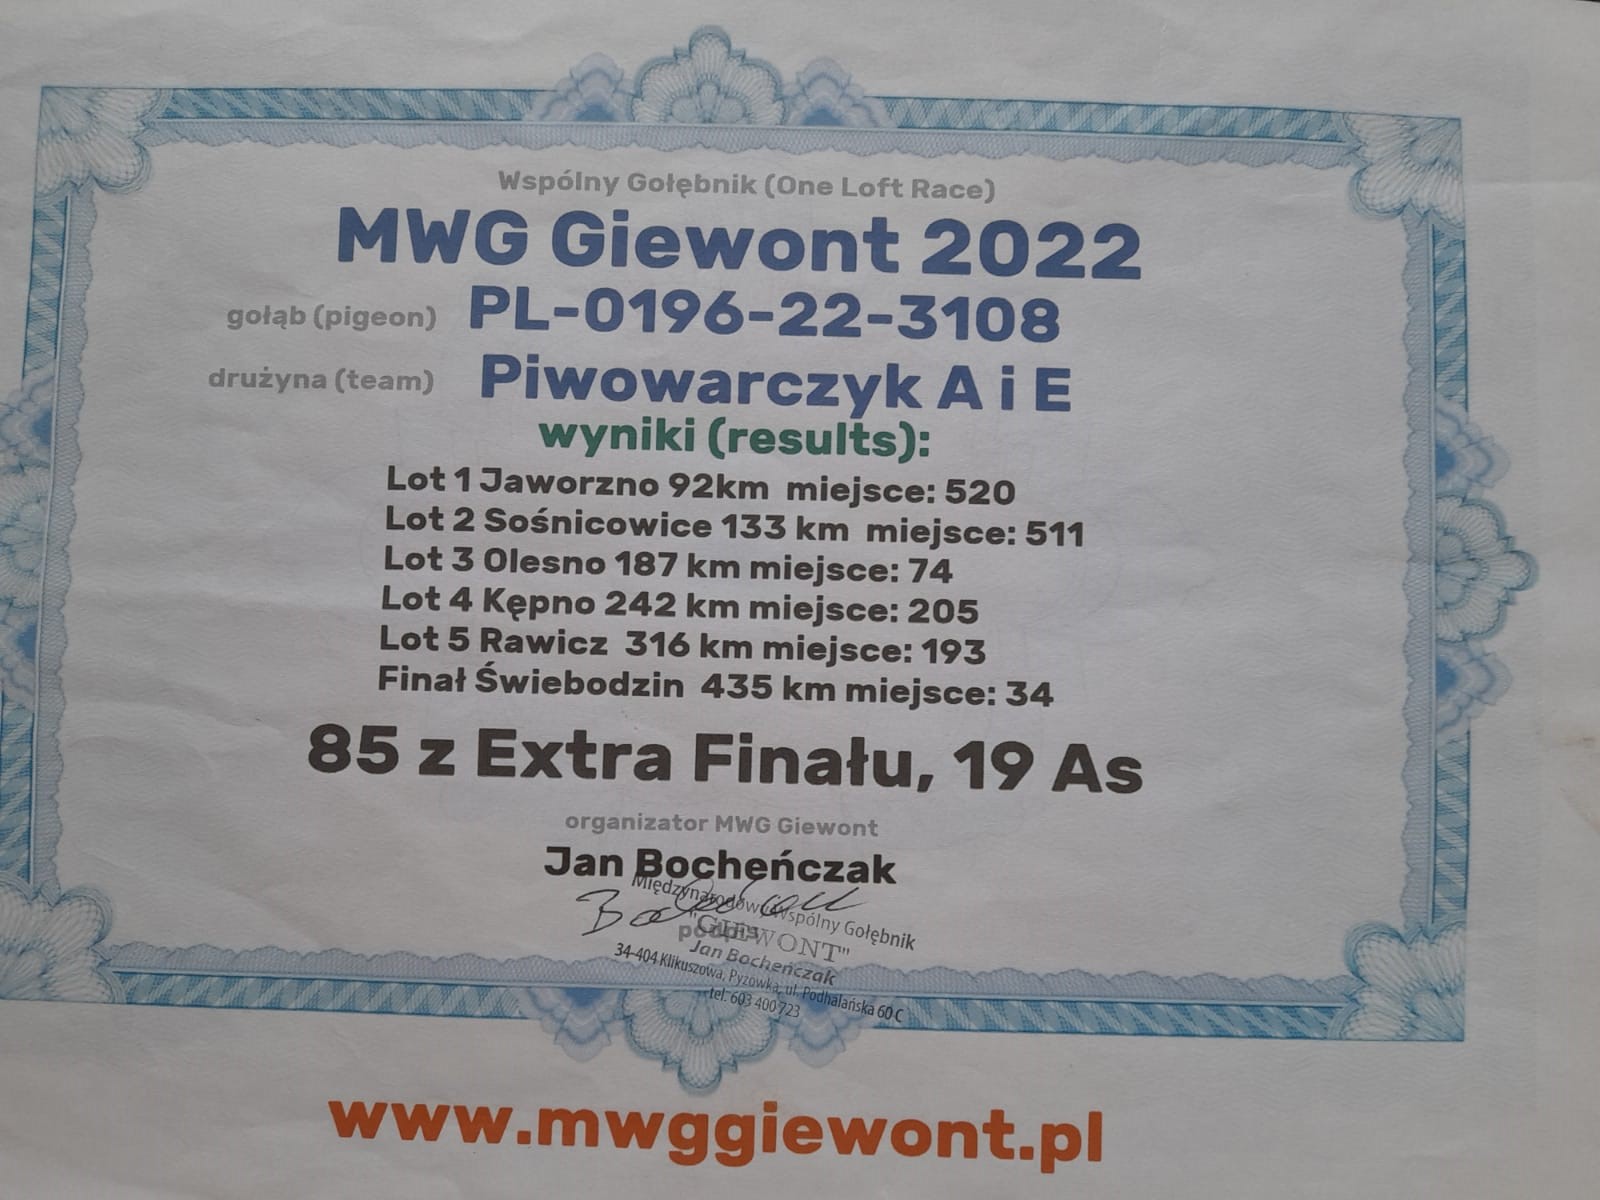 Wspólny Gołębnik (One Loft Race)
MWG Giewont 2022
gołąb (pigeon) PL-0196-22-3108
drużyna (team) Piwowarczyk A i E
wyniki (results):
Lot 1 Jaworzno 92km miejsce: 520
Lot 2 Sośnicowice 133 km miejsce: 511
Lot 3 Olesno 187 km miejsce: 74
Lot 4 Kępno 242 km miejsce: 205
Lot 5 Rawicz 316 km miejsce: 193
Finał Świebodzin 435 km miejsce: 34
85 z Extra Finału, 19 As
organizator MWG Giewont
Jan Bocheńczak
Międzynarodowy Wspólny Gołębnik
podpis
"GIEWONT"
Jan Bocheńczak
34-404 Klikuszowa, Pyzówka, ul. Podhalańska 60 C
tel. 603 400 723
www.mwggiewont.pl